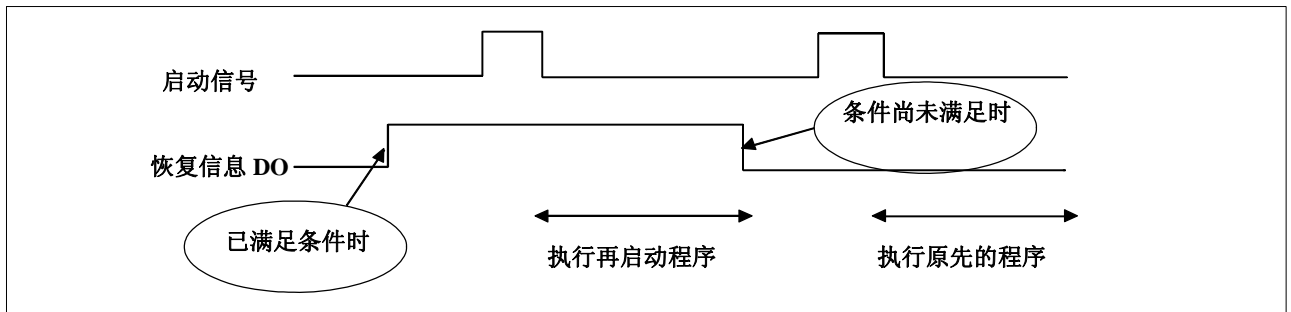 启动信号
条件尚未满足时
恢复信息 DO
已满足条件时
执行再启动程序
执行原先的程序